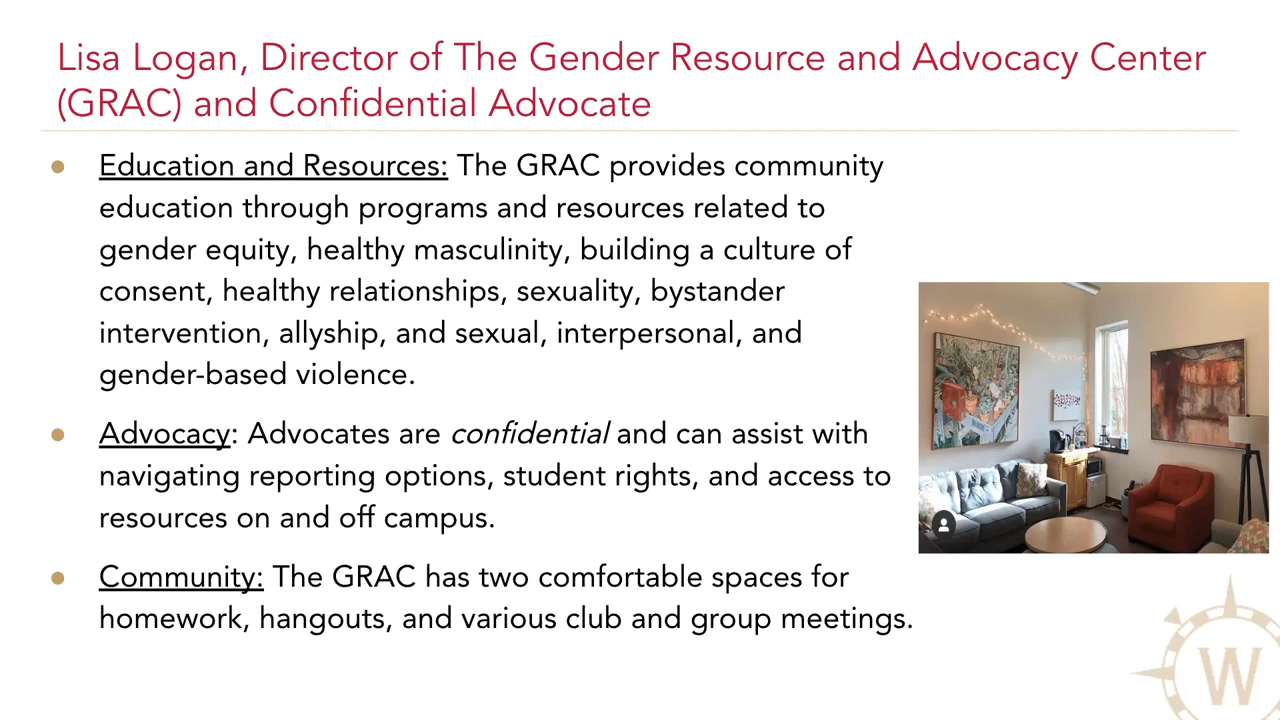 Lisa Logan, Director of The Gender Resource and Advocacy Center
(GRAC) and Confidential Advocate
● Education and Resources: The GRAC provides community
education through programs and resources related to
gender equity, healthy masculinity, building a culture of
consent, healthy relationships, sexuality, bystander
intervention, allyship, and sexual, interpersonal, and
gender-based violence.
● Advocacy: Advocates are confidential and can assist with
navigating reporting options, student rights, and access to
resources on and off campus.
● Community: The GRAC has two comfortable spaces for
homework, hangouts, and various club and group meetings.
W